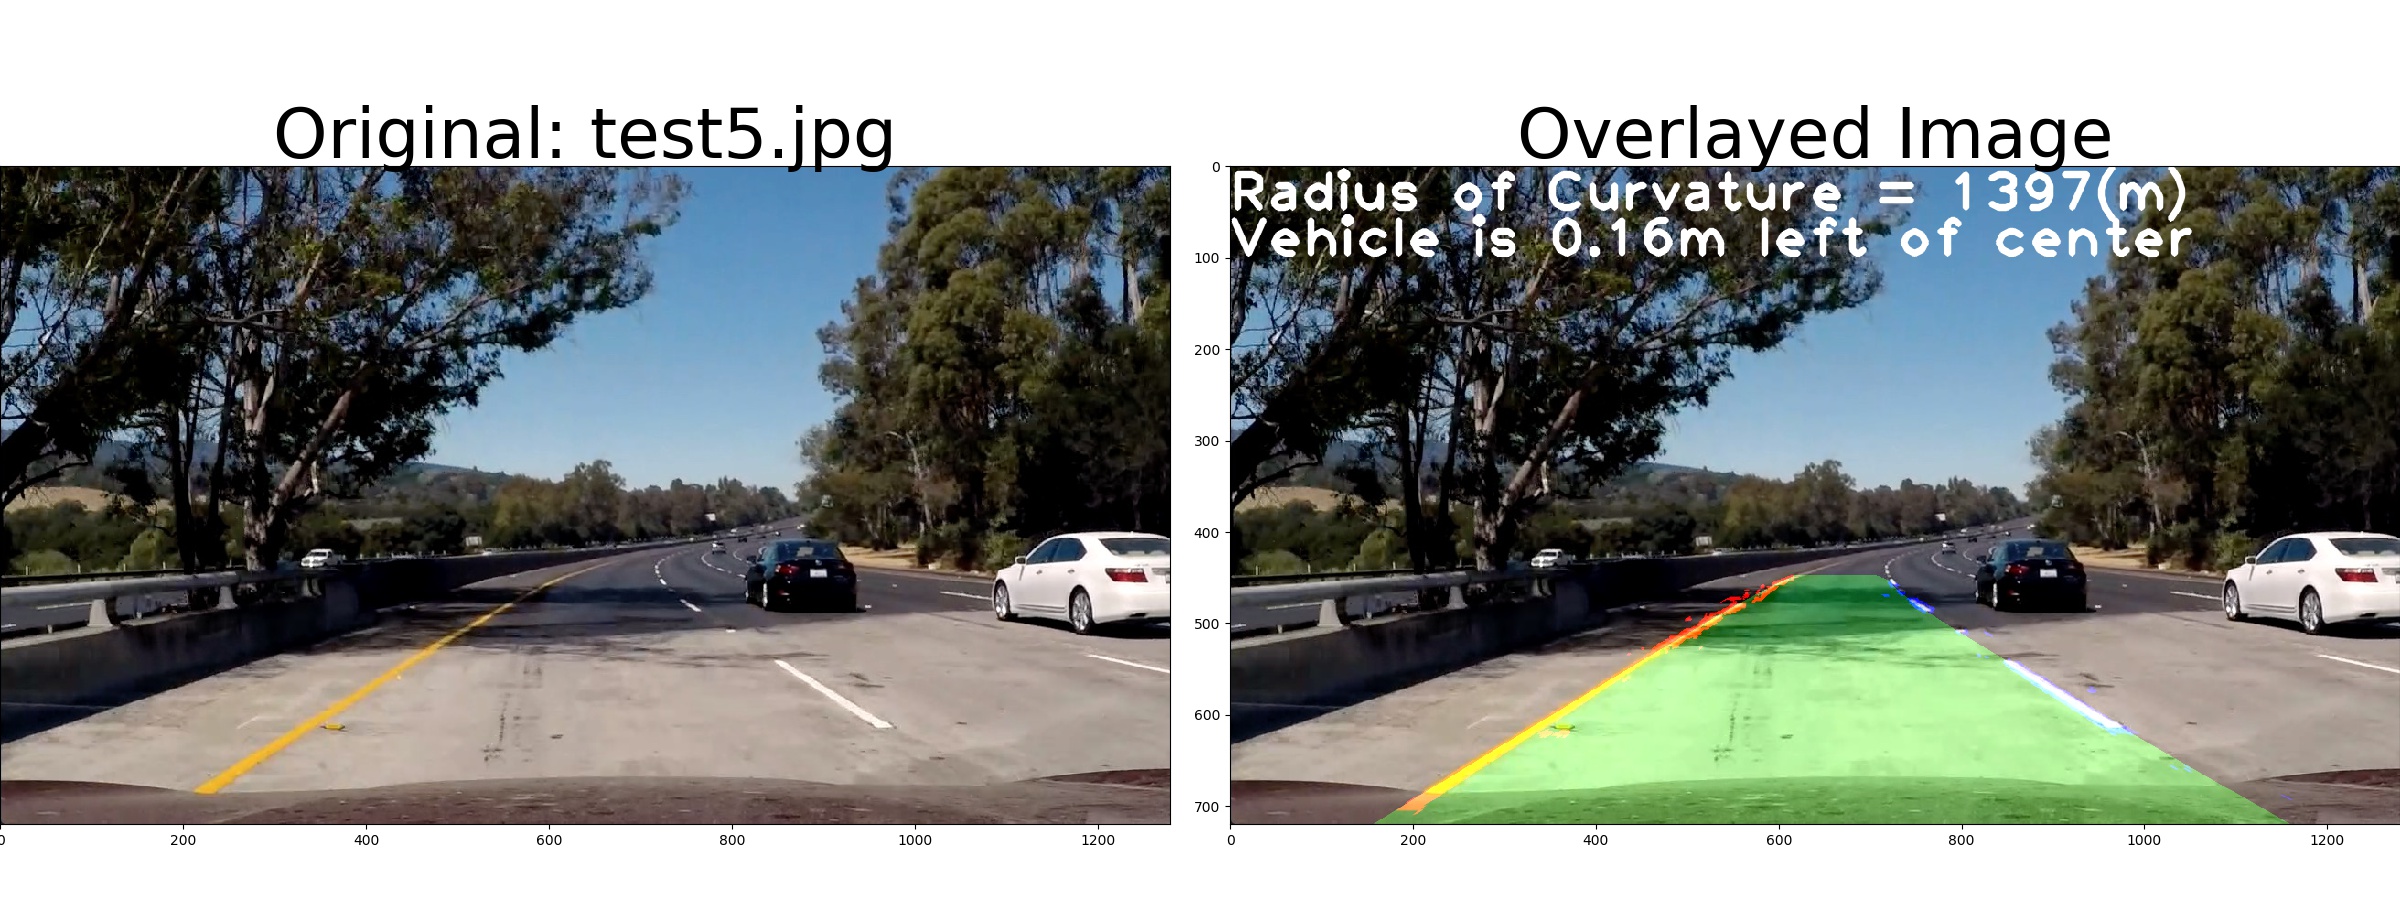 Original: test5.jpg
Overlayed Image
Radius of Curvature = 1397(m)
Vehicle is 0.16m left of center
0
100
200
300
400
500
600
700
0 200 400 600 800 1000 1200
0 200 400 600 800 1000 1200